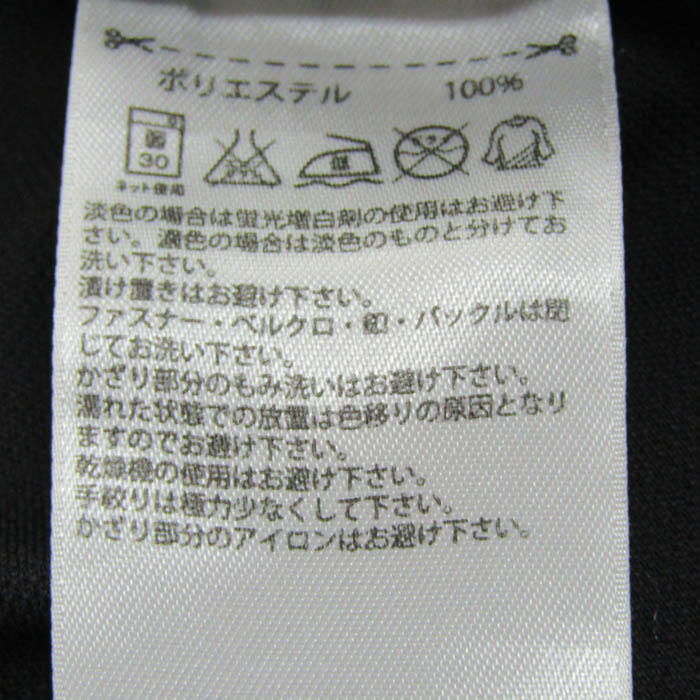 ポリエステル 100%
30
ネット使用
淡色の場合は蛍光増白剤の使用はお避け下
さい。濃色の場合は淡色のものと分けてお
洗い下さい。
漬け置きはお避け下さい。
ファスナー・ベルクロ・釦・バックルは閉
じてお洗い下さい。
かざり部分のもみ洗いはお避け下さい。
濡れた状態での放置は色移りの原因となり
ますのでお避け下さい。
乾燥機の使用はお避け下さい。
手絞りは極力少なくして下さい。
かざり部分のアイロンはお避け下さい。